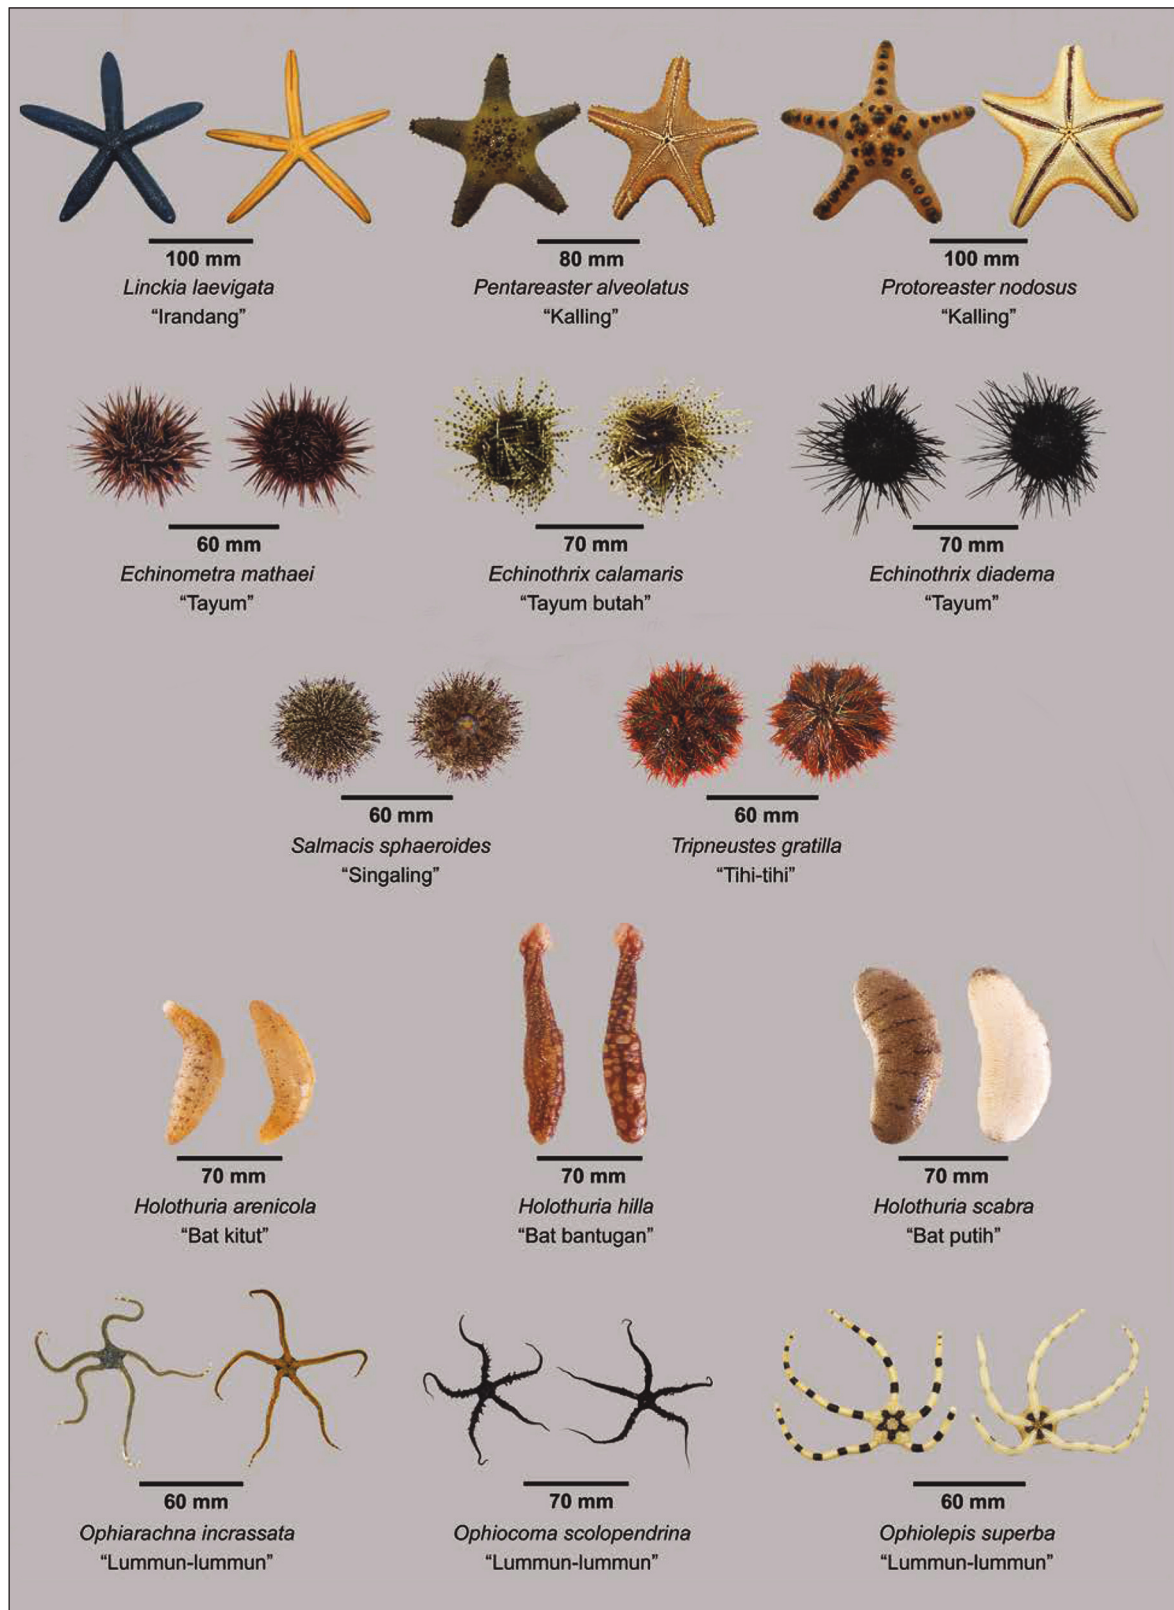 100 mm
80 mm
100 mm
Linckia laevigata
Pentareaster alveolatus
Protoreaster nodosus
“Irandang”
“Kalling”
“Kalling”
60 mm
70 mm
70 mm
Echinometra mathaei
Echinothrix calamaris
Echinothrix diadema
“Tayum”
“Tayum butah”
“Tayum”
60 mm
60 mm
Salmacis sphaeroides
Tripneustes gratilla
“Singaling”
“Tihi-tihi”
70 mm
70 mm
70 mm
Holothuria arenicola
Holothuria hilla
Holothuria scabra
“Bat kitut”
“Bat bantugan”
“Bat putih”
60 mm
70 mm
60 mm
Ophiarachna incrassata
Ophiocoma scolopendrina
Ophiolepis superba
“Lummun-lummun”
“Lummun-lummun”
“Lummun-lummun”